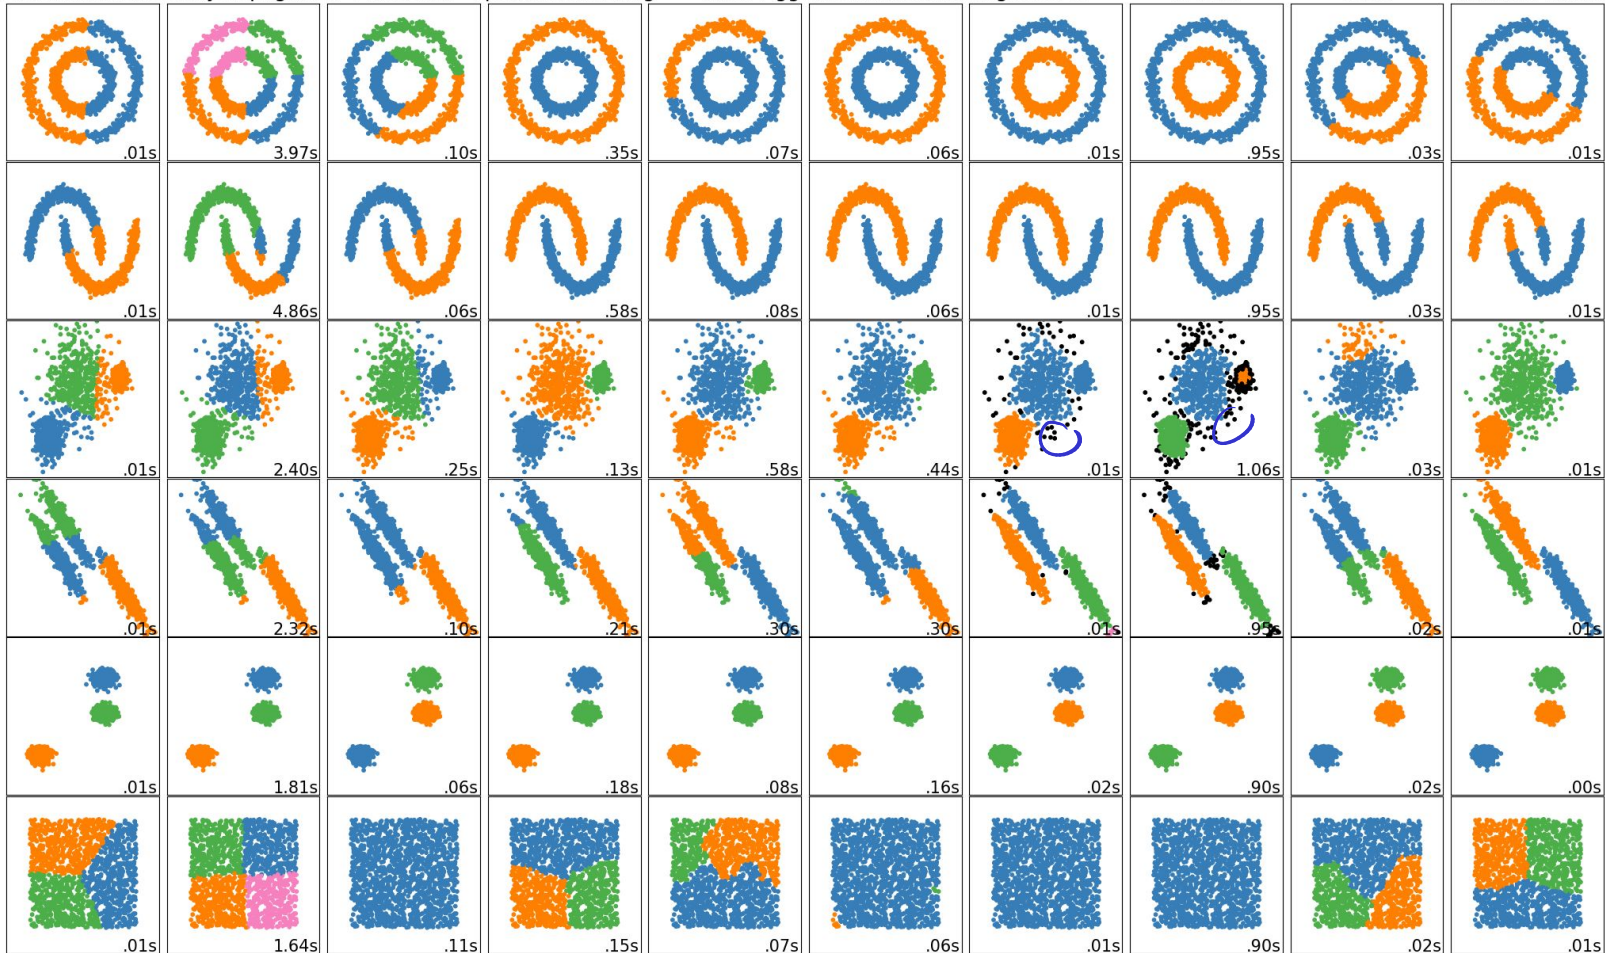 .01s 3.97s .10s .35s .07s .06s .01s .95s .03s .01s
.01s 4.86s .06s .58s .08s .06s .01s .95s .03s .01s
.01s 2.40s .25s .13s .58s .44s .01s 1.06s .03s .01s
.01s 2.32s .10s .21s .30s .30s .01s .95s .02s .01s
.01s 1.81s .06s .18s .08s .16s .02s .90s .02s .00s
.01s 1.64s .11s .15s .07s .06s .01s .90s .02s .01s